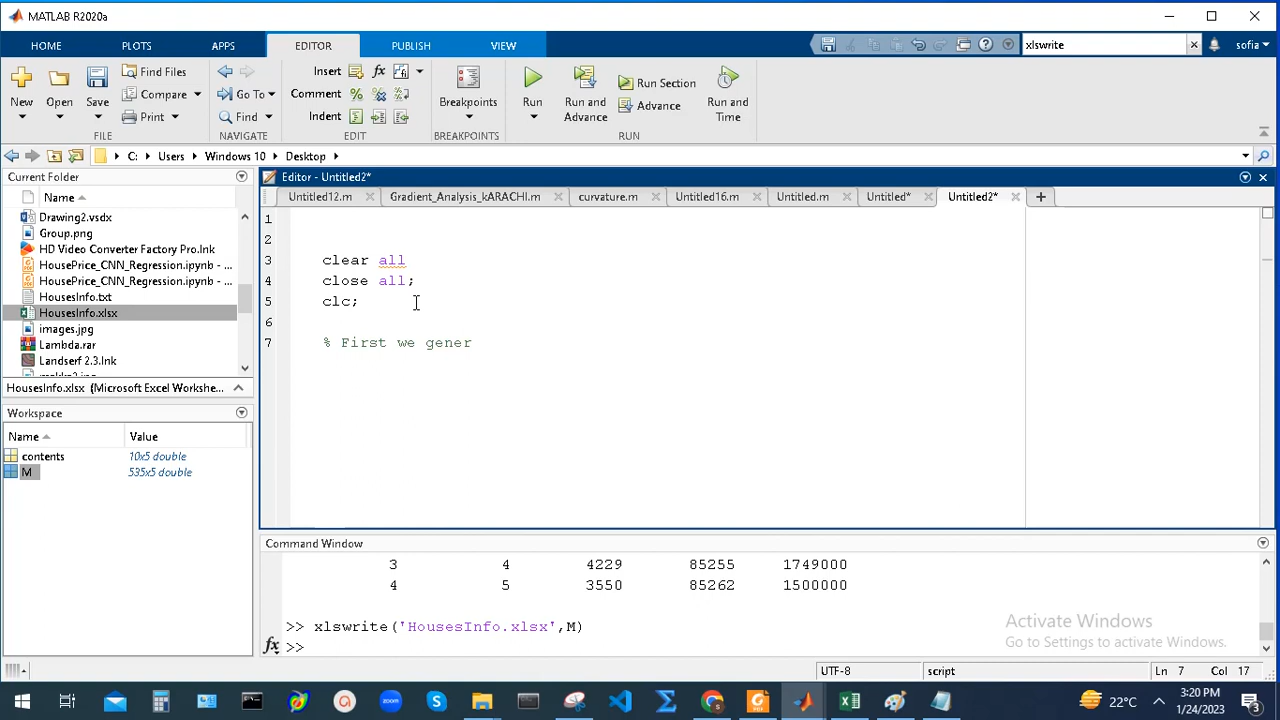 MATLAB R2020a
HOME PLOTS APPS EDITOR PUBLISH VIEW xlswrite sofia
New Open Save Find Files Compare Print
Go To Find
Insert fx
Comment
Indent
Breakpoints Run Run and Advance Run Section Advance Run and Time
FILE NAVIGATE EDIT BREAKPOINTS RUN
C: Users Windows 10 Desktop
Current Folder
Name
Drawing2.vsdx
Group.png
HD Video Converter Factory Pro.lnk
HousePrice_CNN_Regression.ipynb - ...
HousePrice_CNN_Regression.ipynb - ...
HousesInfo.txt
HousesInfo.xlsx
images.jpg
Lambda.rar
Landserf 2.3.lnk
HousesInfo.xlsx (Microsoft Excel Workshe...
Workspace
Name Value
contents 10x5 double
M 535x5 double
Editor - Untitled2*
Untitled12.m Gradient_Analysis_kARACHI.m curvature.m Untitled16.m Untitled.m Untitled* Untitled2*
1
2
3 clear all
4 close all;
5 clc;
6
7 % First we gener
Command Window
3 4 4229 85255 1749000
4 5 3550 85262 1500000
>> xlswrite('HousesInfo.xlsx',M)
fx >>
Activate Windows
Go to Settings to activate Windows.
UTF-8 script Ln 7 Col 17
zoom
22°C 3:20 PM
1/24/2023
3